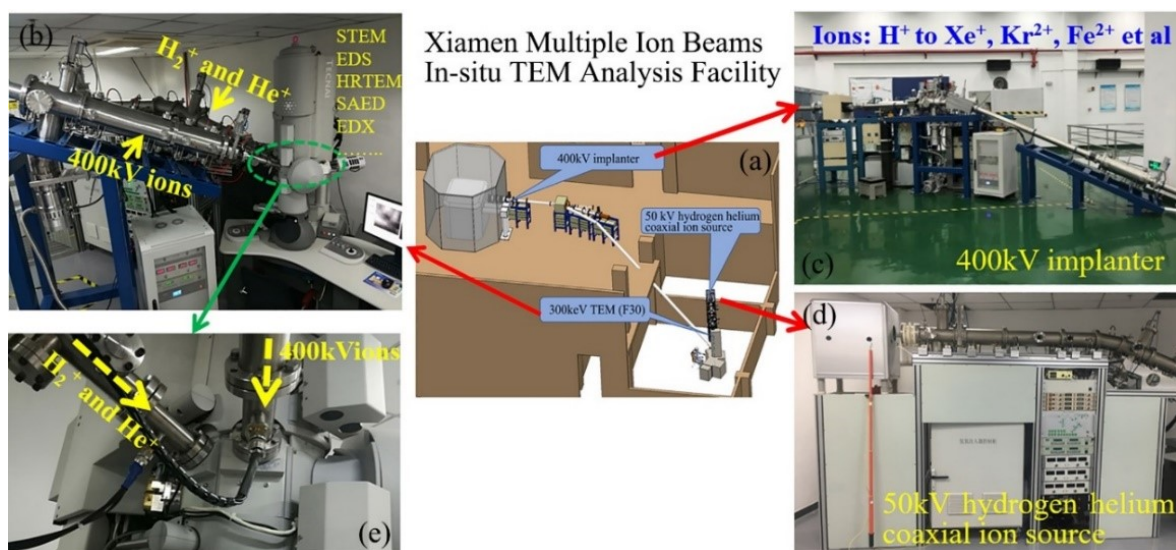 Xiamen Multiple Ion Beams
In-situ TEM Analysis Facility
(b)
H₂⁺ and He⁺
400kV ions
STEM
EDS
HRTEM
SAED
EDX
TECNAI
(a)
400kV implanter
50 kV hydrogen helium
coaxial ion source
300keV TEM (F30)
Ions: H⁺ to Xe⁺, Kr²⁺, Fe²⁺ et al
(c)
400kV implanter
(e)
H₂⁺ and He⁺
400kVions
(d)
50kV hydrogen helium
coaxial ion source